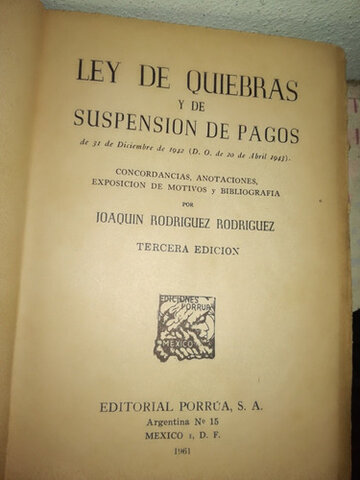 LEY DE QUIEBRAS
Y DE
SUSPENSION DE PAGOS
de 31 de Diciembre de 1942 (D. O. de 20 de Abril 1943).
CONCORDANCIAS, ANOTACIONES,
EXPOSICION DE MOTIVOS y BIBLIOGRAFIA
POR
JOAQUIN RODRIGUEZ RODRIGUEZ
TERCERA EDICION
EDICIONES
PORRUA
MEXICO
EDITORIAL PORRÚA, S. A.
Argentina Nº 15
MEXICO 1, D. F.
1961